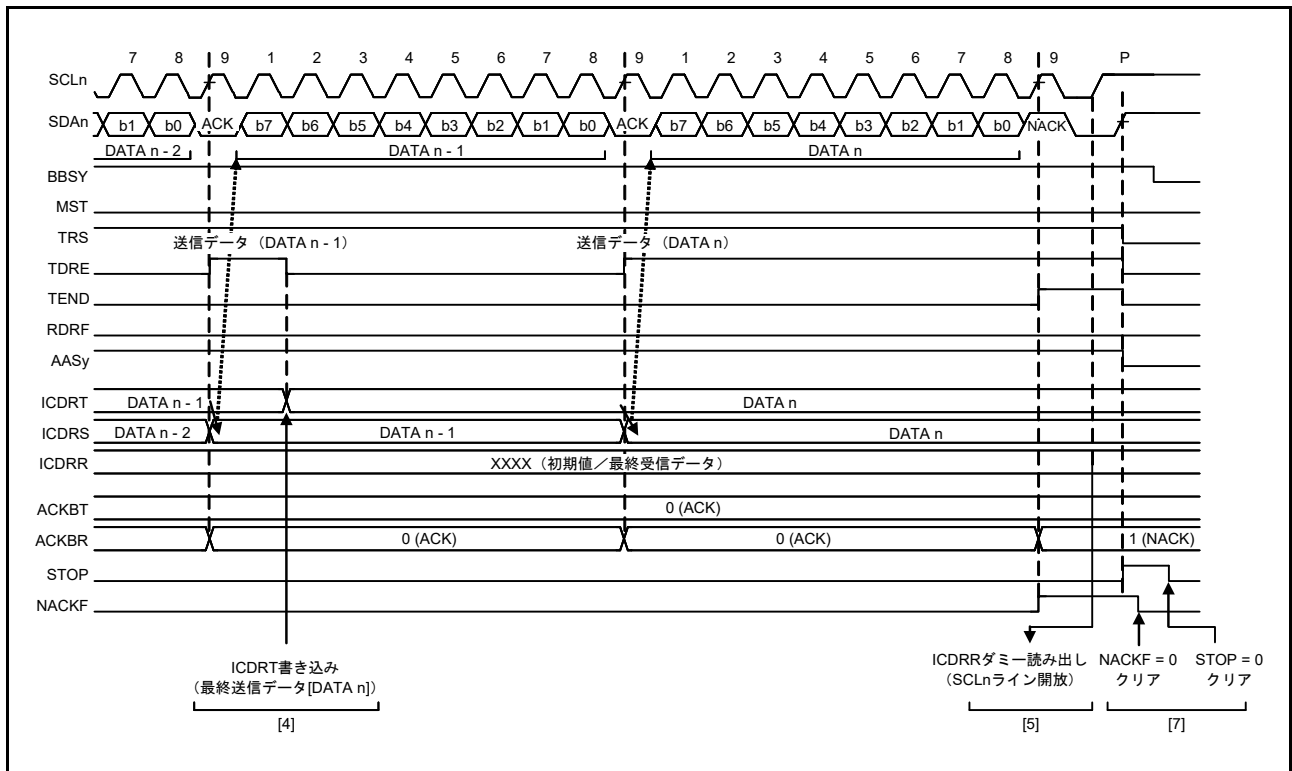 7 8 9 1 2 3 4 5 6 7 8 9 1 2 3 4 5 6 7 8 9 P
SCLn
SDAn b1 b0 ACK b7 b6 b5 b4 b3 b2 b1 b0 ACK b7 b6 b5 b4 b3 b2 b1 b0 NACK
DATA n - 2 DATA n - 1 DATA n
BBSY
MST
TRS
送信データ（DATA n - 1） 送信データ（DATA n）
TDRE
TEND
RDRF
AASy
ICDRT DATA n - 1 DATA n
ICDRS DATA n - 2 DATA n - 1 DATA n
ICDRR XXXX（初期値／最終受信データ）
ACKBT 0 (ACK)
ACKBR 0 (ACK) 0 (ACK) 1 (NACK)
STOP
NACKF
ICDRT書き込み
（最終送信データ[DATA n]）
[4]
ICDRRダミー読み出し
（SCLnライン開放）
[5]
NACKF = 0
クリア
STOP = 0
クリア
[7]